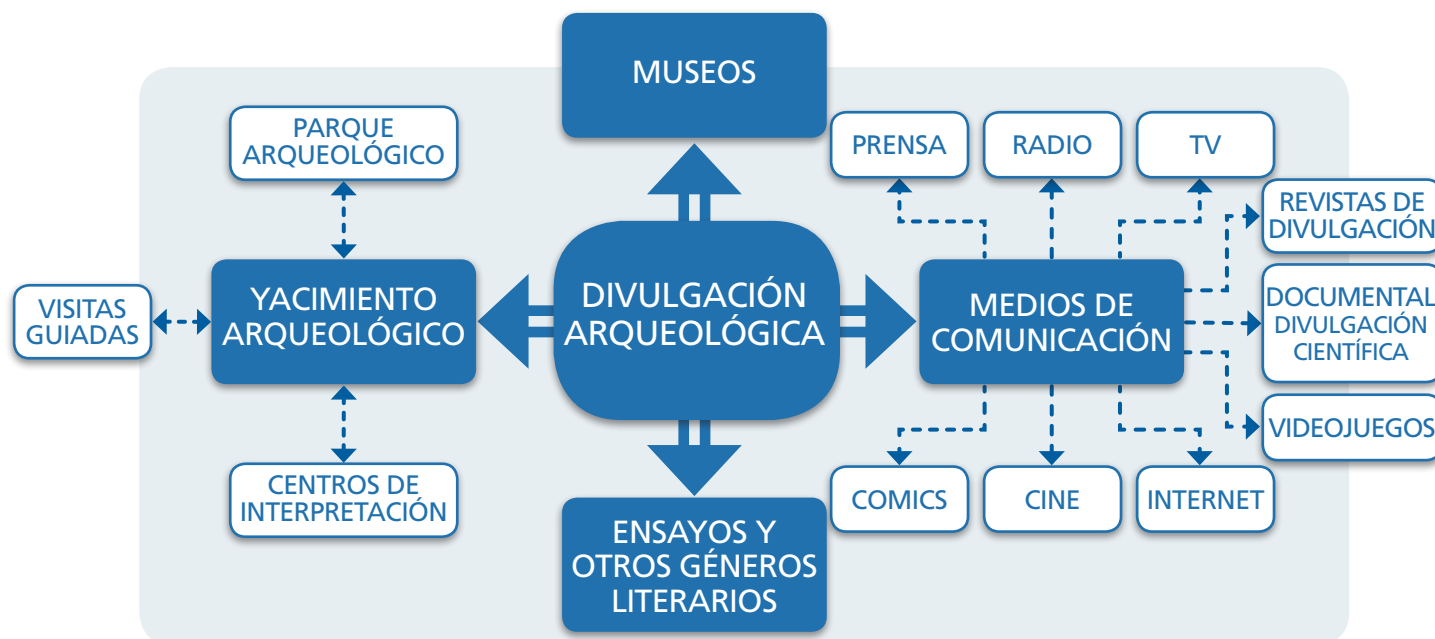 MUSEOS
PARQUE
ARQUEOLÓGICO
PRENSA
RADIO
TV
REVISTAS DE
DIVULGACIÓN
VISITAS
GUIADAS
YACIMIENTO
ARQUEOLÓGICO
DIVULGACIÓN
ARQUEOLÓGICA
MEDIOS DE
COMUNICACIÓN
DOCUMENTAL
DIVULGACIÓN
CIENTÍFICA
VIDEOJUEGOS
CENTROS DE
INTERPRETACIÓN
ENSAYOS Y
OTROS GÉNEROS
LITERARIOS
COMICS
CINE
INTERNET